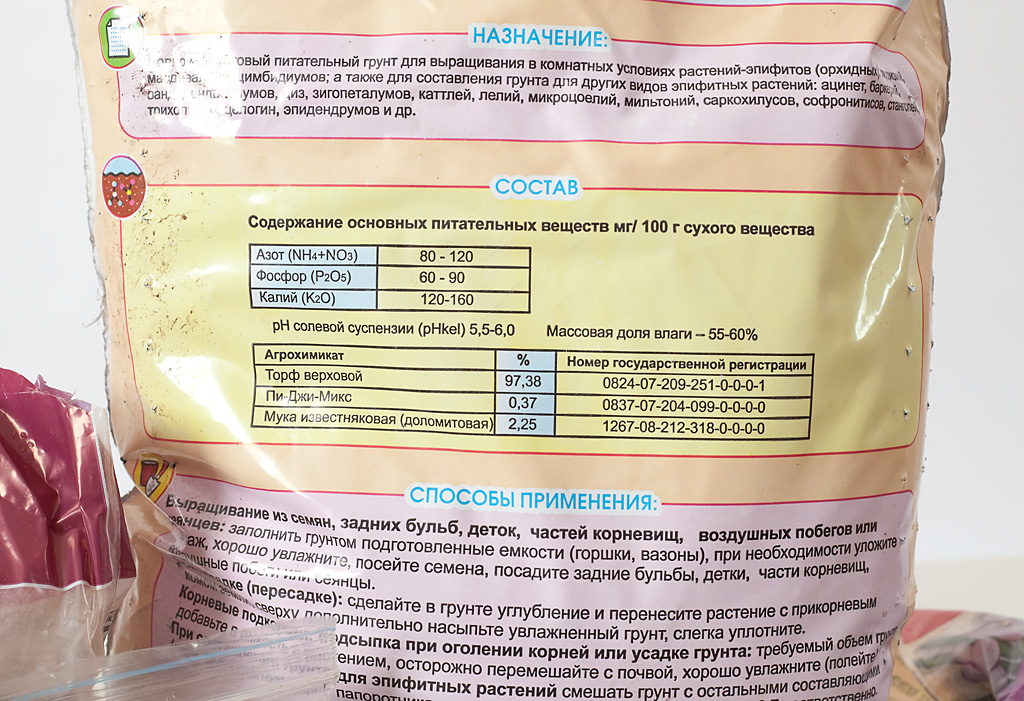 НАЗНАЧЕНИЕ:
питательный грунт для выращивания в комнатных условиях растений-эпифитов (орхидных
цимбидиумов; а также для составления грунта для других видов эпифитных растений: ацинет,
зигопеталумов, каттлей, лелий, микроцоелий, мильтоний, саркохилусов, софронитисов,
эпидендрумов и др.
СОСТАВ
Содержание основных питательных веществ мг/ 100 г сухого вещества
Азот (NH4+NO3) 80 - 120
Фосфор (P2O5) 60 - 90
Калий (K2O) 120-160
pH солевой суспензии (pHkel) 5,5-6,0 Массовая доля влаги – 55-60%
Агрохимикат % Номер государственной регистрации
Торф верховой 97,38 0824-07-209-251-0-0-0-1
Пи-Джи-Микс 0,37 0837-07-204-099-0-0-0-0
Мука известняковая (доломитовая) 2,25 1267-08-212-318-0-0-0-0
СПОСОБЫ ПРИМЕНЕНИЯ:
Выращивание из семян, задних бульб, деток, частей корневищ, воздушных побегов или
заполнить грунтом подготовленные емкости (горшки, вазоны), при необходимости уложите
хорошо увлажните, посейте семена, посадите задние бульбы, детки, части корневищ,
побеги или сеянцы.
(пересадке): сделайте в грунте углубление и перенесите растение с прикорневым
сверху дополнительно насыпьте увлажненный грунт, слегка уплотните.
Корневые
подсыпка при оголении корней или усадке грунта: требуемый объем
добавьте
осторожно перемешайте с почвой, хорошо увлажните (полейте
При
для эпифитных растений смешать грунт с остальными составляющими